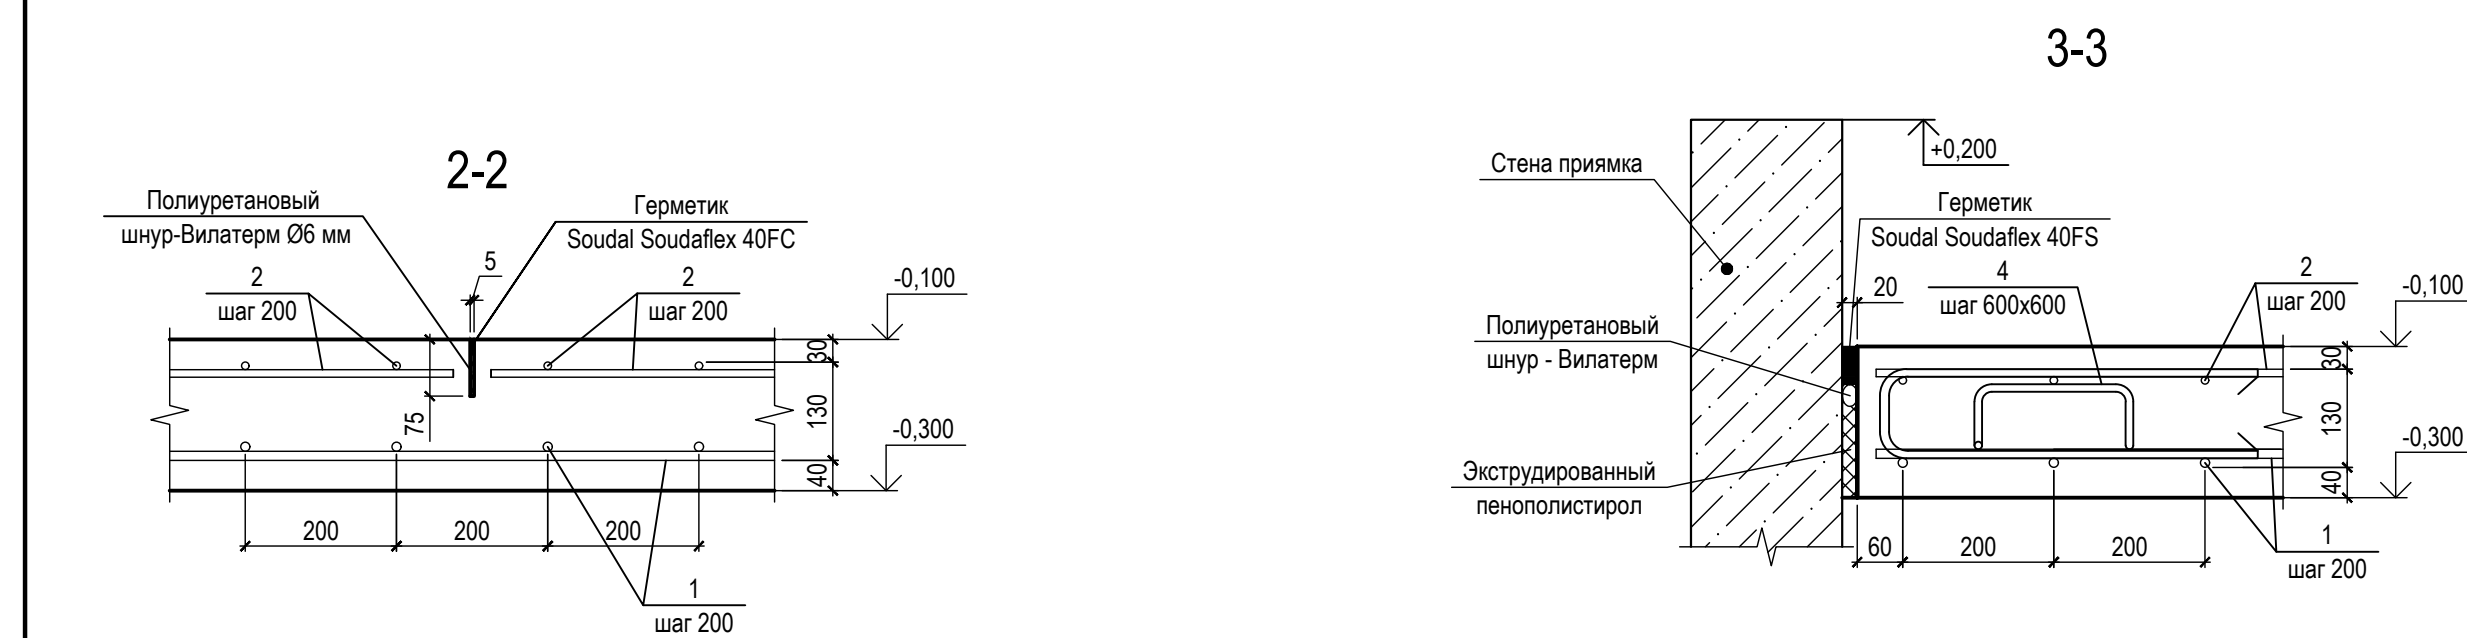 2-2
Полиуретановый
шнур-Вилатерм Ø6 мм
Герметик
Soudal Soudaflex 40FC
5
2
шаг 200
2
шаг 200
-0,100
30
130
75
-0,300
40
200
200
200
1
шаг 200
3-3
+0,200
Стена приямка
Герметик
Soudal Soudaflex 40FS
20
4
шаг 600х600
2
шаг 200
-0,100
Полиуретановый
шнур - Вилатерм
30
130
-0,300
40
Экструдированный
пенополистирол
60
200
200
1
шаг 200